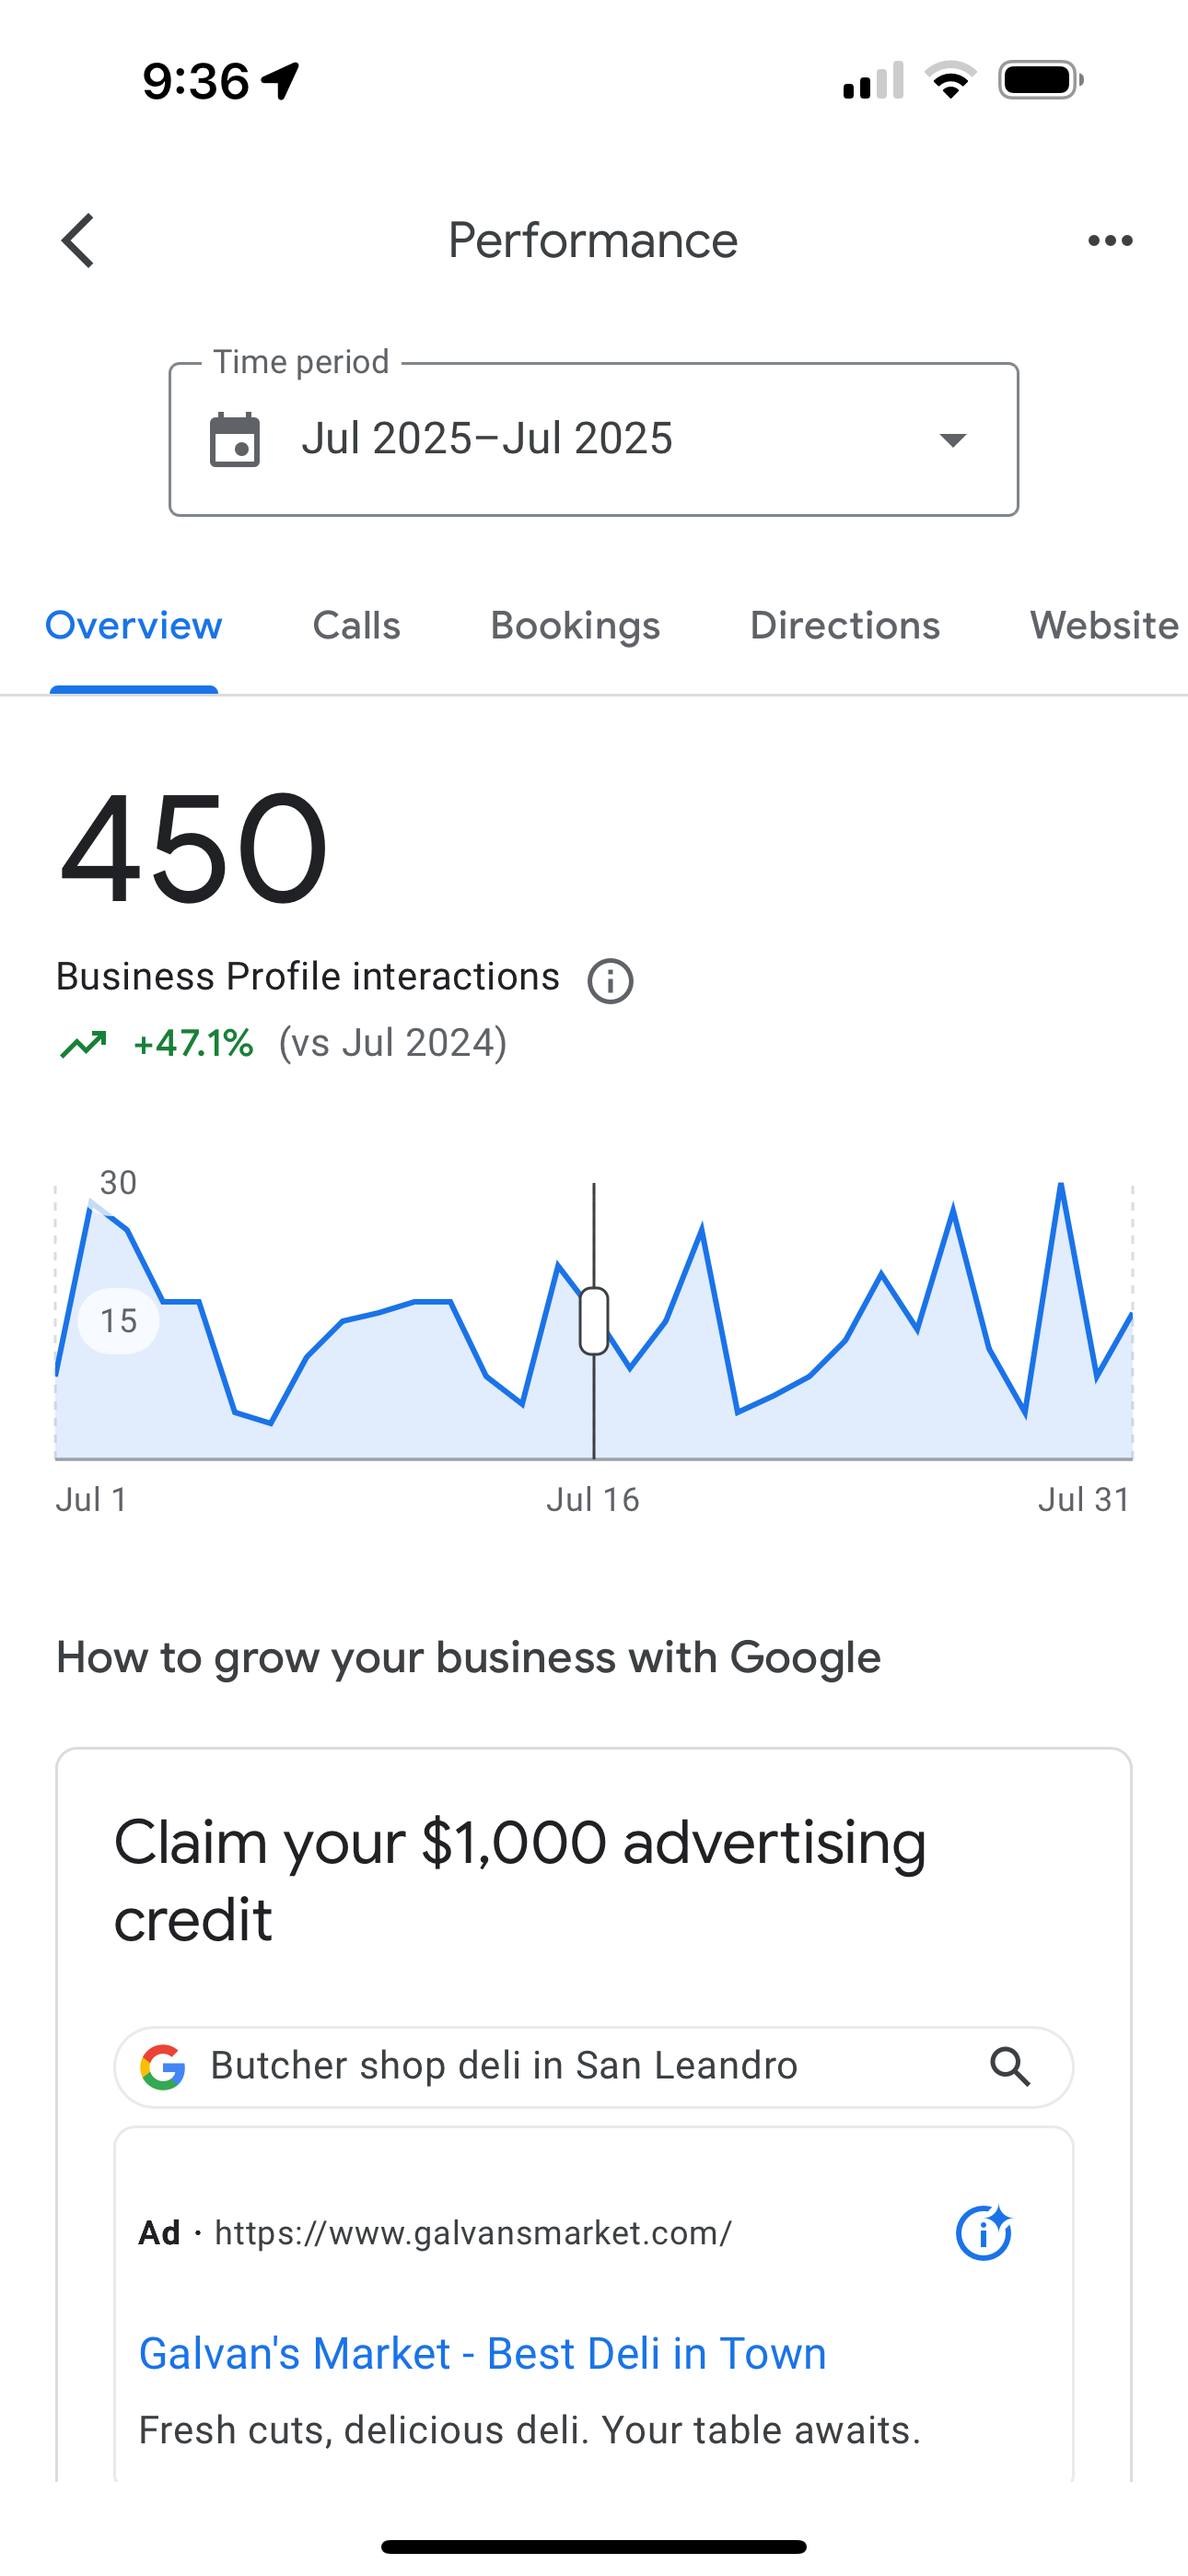 9:36
Performance
Time period
Jul 2025–Jul 2025
Overview Calls Bookings Directions Website
450
Business Profile interactions
+47.1% (vs Jul 2024)
30
15
Jul 1 Jul 16 Jul 31
How to grow your business with Google
Claim your $1,000 advertising
credit
Butcher shop deli in San Leandro
Ad · https://www.galvansmarket.com/
Galvan's Market - Best Deli in Town
Fresh cuts, delicious deli. Your table awaits.